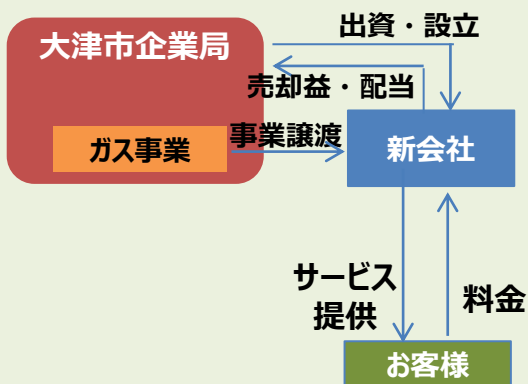 出資・設立
大津市企業局
売却益・配当
事業譲渡
ガス事業
新会社
サービス
提供
料金
お客様